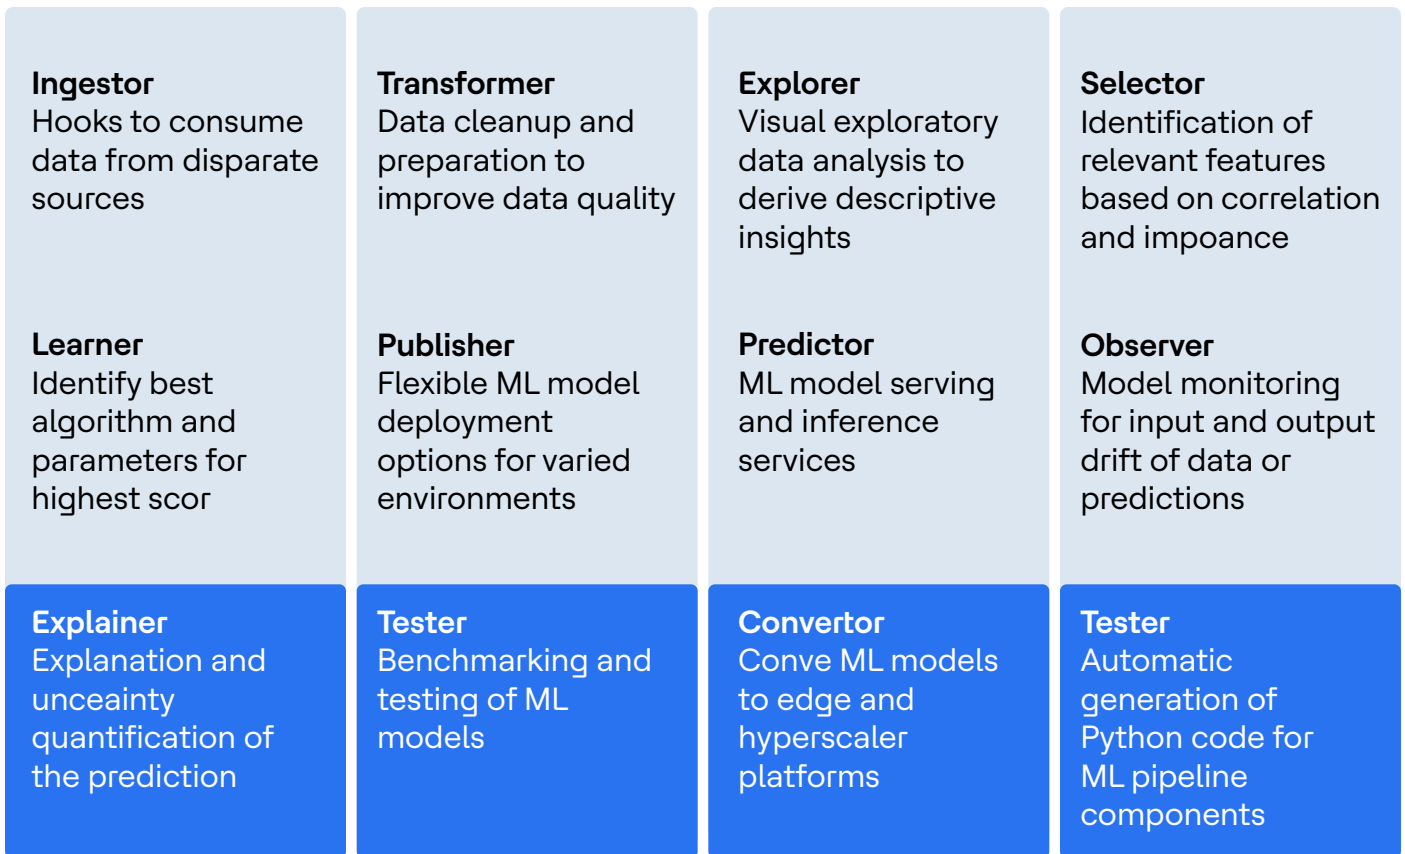 Ingestor
Hooks to consume
data from disparate
sources
Transformer
Data cleanup and
preparation to
improve data quality
Explorer
Visual exploratory
data analysis to
derive descriptive
insights
Selector
Identification of
relevant features
based on correlation
and impoance
Learner
Identify best
algorithm and
parameters for
highest scor
Publisher
Flexible ML model
deployment
options for varied
environments
Predictor
ML model serving
and inference
services
Observer
Model monitoring
for input and output
drift of data or
predictions
Explainer
Explanation and
unceainty
quantification of
the prediction
Tester
Benchmarking and
testing of ML
models
Convertor
Conve ML models
to edge and
hyperscaler
platforms
Tester
Automatic
generation of
Python code for
ML pipeline
components